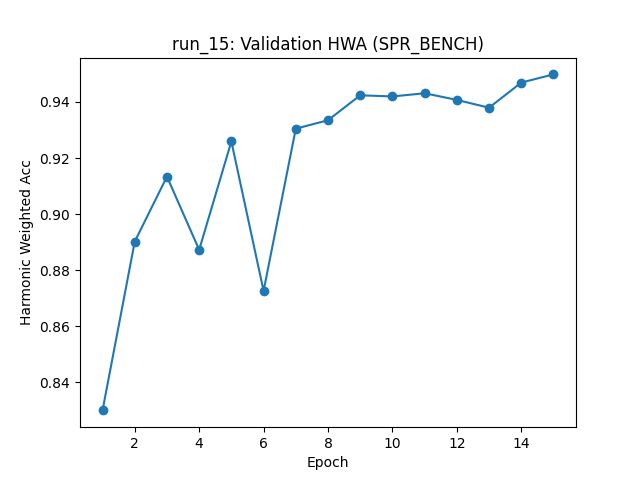 run_15: Validation HWA (SPR_BENCH)
Harmonic Weighted Acc
0.94
0.92
0.90
0.88
0.86
0.84
2 4 6 8 10 12 14
Epoch